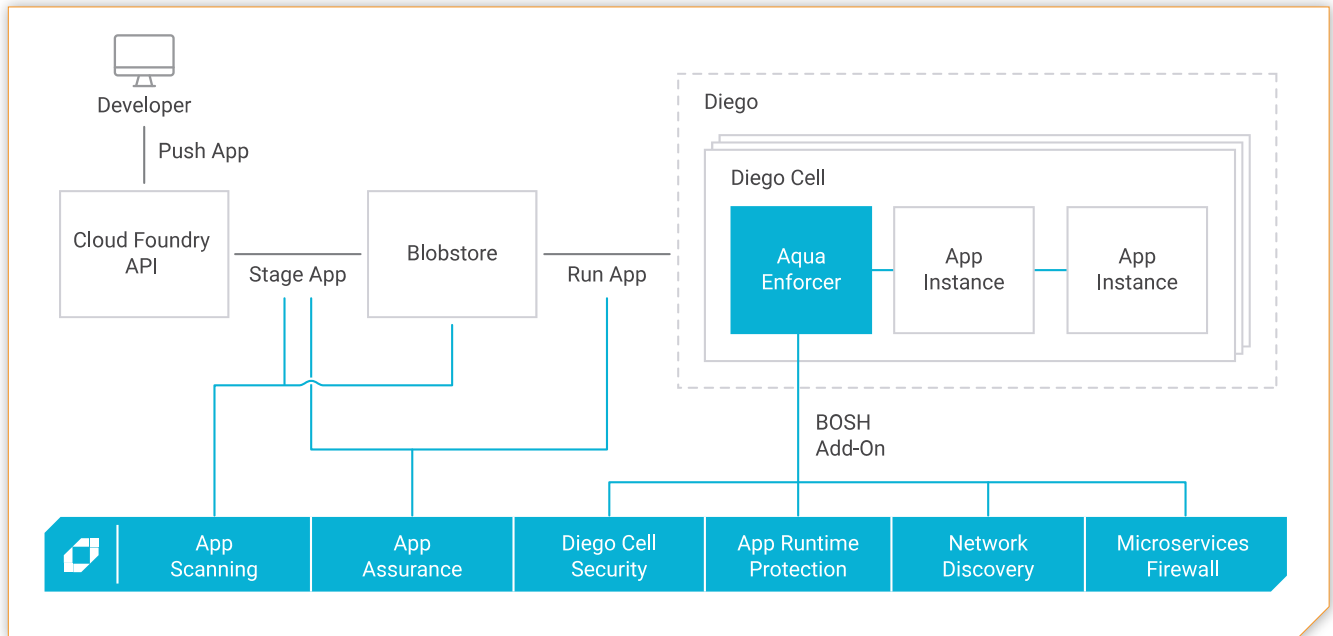 Developer
Push App
Cloud Foundry
API
Stage App
Blobstore
Run App
Diego
Diego Cell
Aqua
Enforcer
App
Instance
App
Instance
BOSH
Add-On
App
Scanning
App
Assurance
Diego Cell
Security
App Runtime
Protection
Network
Discovery
Microservices
Firewall